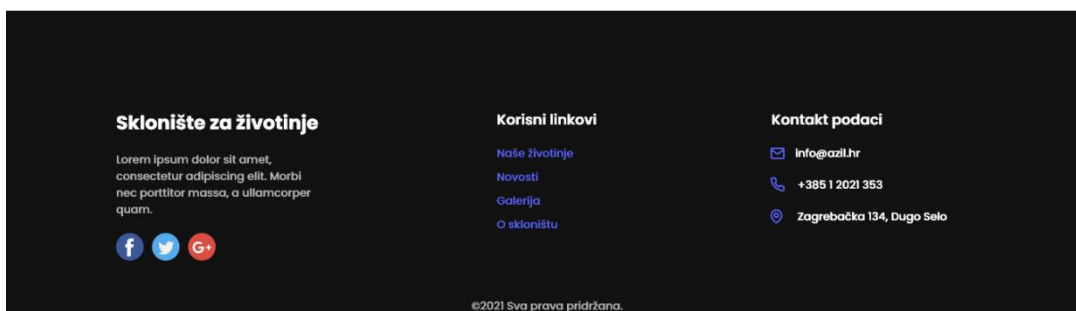 Sklonište za životinje
Lorem ipsum dolor sit amet,
consectetur adipiscing elit. Morbi
nec porttitor massa, a ullamcorper
quam.
f
G+
Korisni linkovi
Naše životinje
Novosti
Galerija
O skloništu
Kontakt podaci
info@azil.hr
+385 1 2021 353
Zagrebačka 134, Dugo Selo
©2021 Sva prava pridržana.